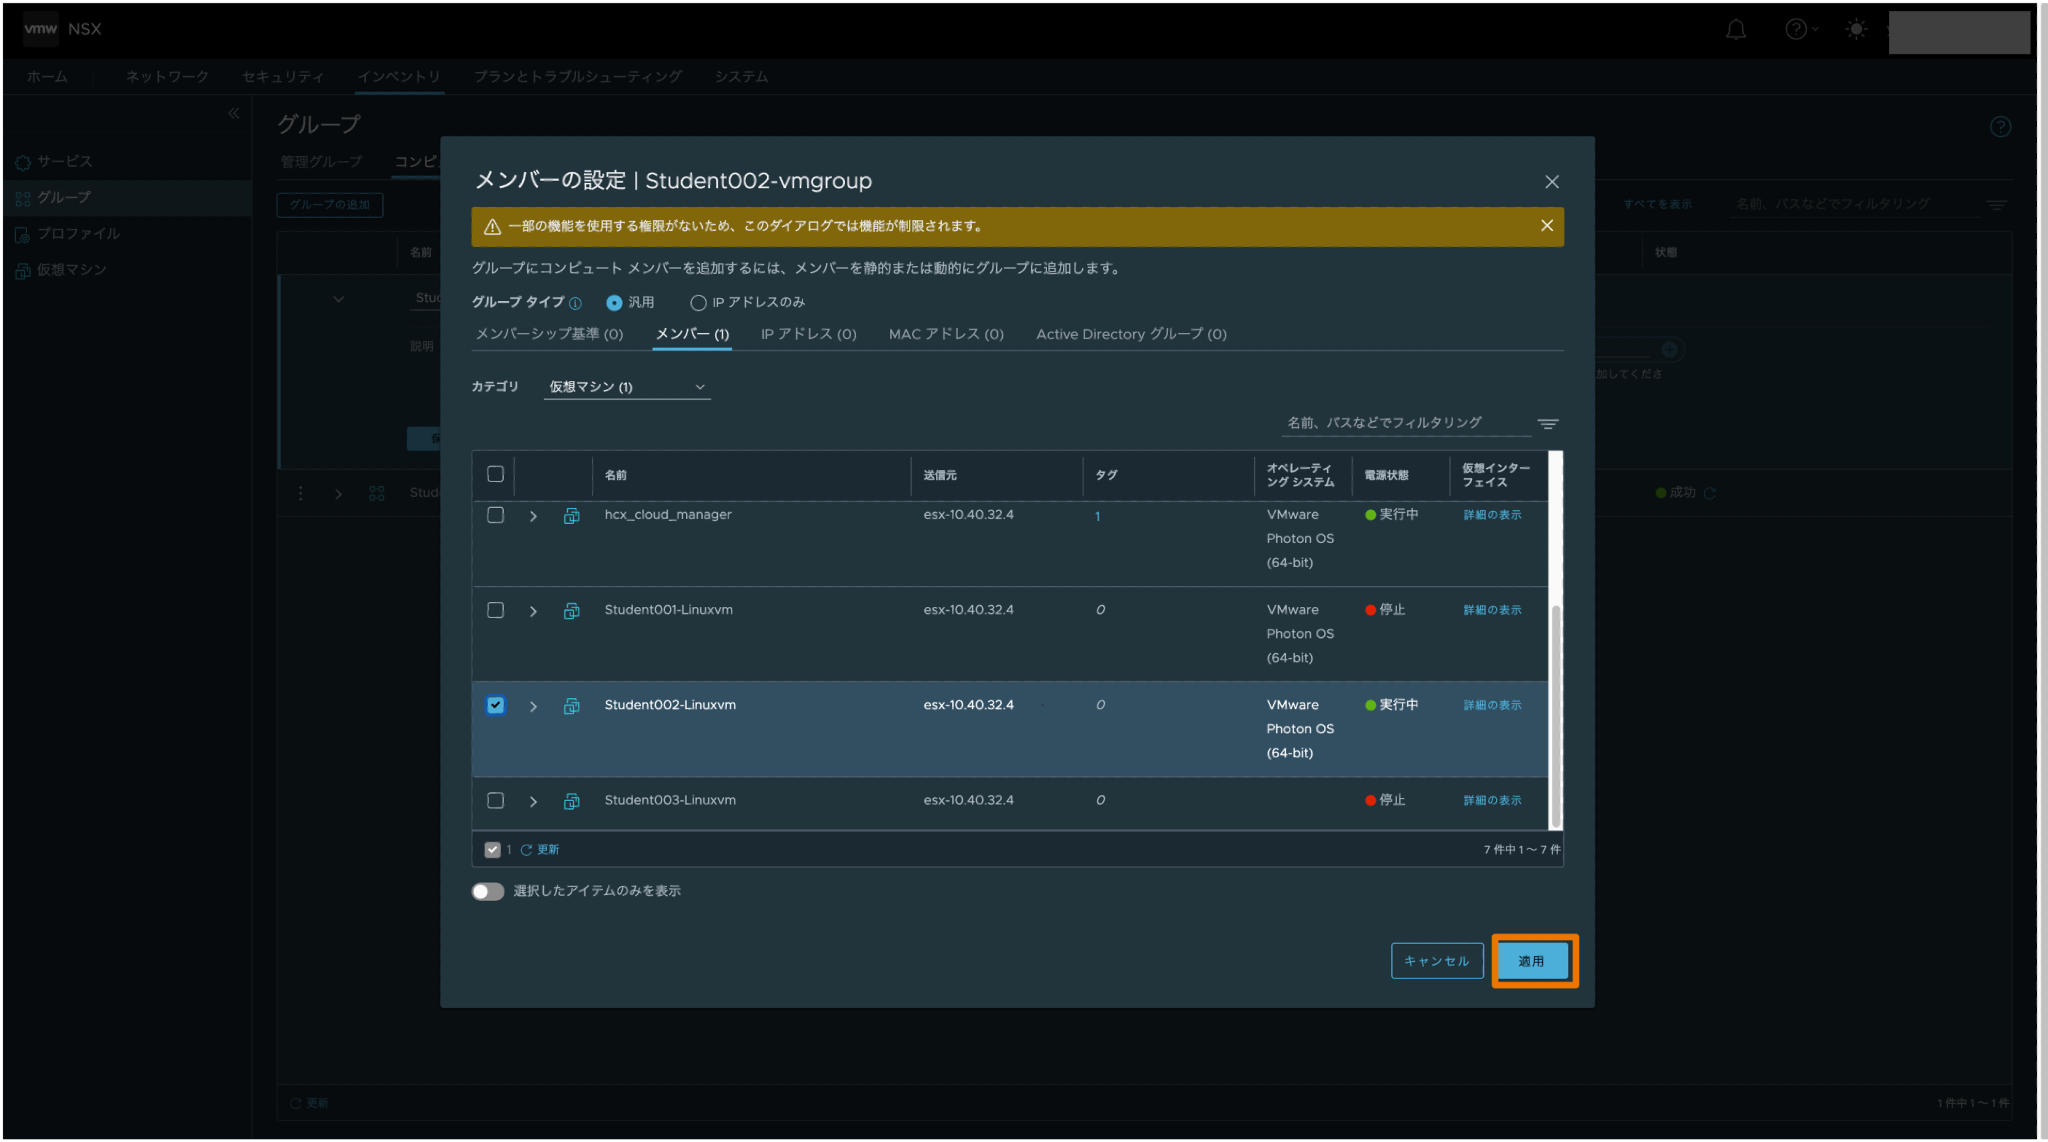 vmw NSX
ホーム ネットワーク セキュリティ インベントリ プランとトラブルシューティング システム
グループ
管理グループ コンピ
サービス
グループ
プロファイル
仮想マシン
グループの追加
すべてを表示 名前、パスなどでフィルタリング
名前
状態
Stud
説明
加してくださ
保
Stud
成功
更新
1 件中 1 ～ 1 件
メンバーの設定 | Student002-vmgroup
一部の機能を使用する権限がないため、このダイアログでは機能が制限されます。
グループにコンピュート メンバーを追加するには、メンバーを静的または動的にグループに追加します。
グループ タイプ 汎用 IP アドレスのみ
メンバーシップ基準 (0) メンバー (1) IP アドレス (0) MAC アドレス (0) Active Directory グループ (0)
カテゴリ 仮想マシン (1)
名前、パスなどでフィルタリング
名前 送信元 タグ オペレーティング システム 電源状態 仮想インターフェイス
hcx_cloud_manager esx-10.40.32.4 1 VMware Photon OS (64-bit) 実行中 詳細の表示
Student001-Linuxvm esx-10.40.32.4 0 VMware Photon OS (64-bit) 停止 詳細の表示
Student002-Linuxvm esx-10.40.32.4 0 VMware Photon OS (64-bit) 実行中 詳細の表示
Student003-Linuxvm esx-10.40.32.4 0 停止 詳細の表示
1 更新 7 件中 1 ～ 7 件
選択したアイテムのみを表示
キャンセル 適用